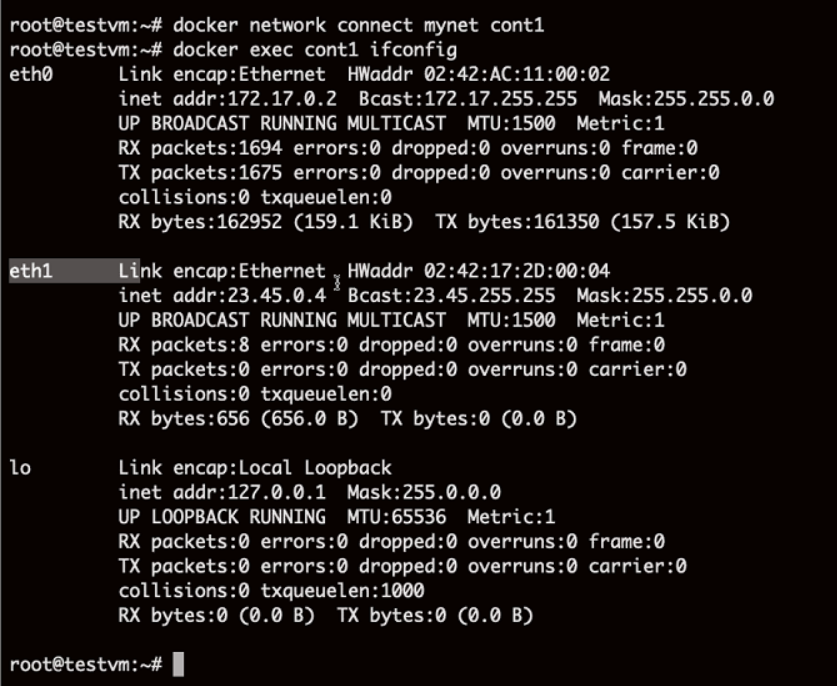 root@testvm:~# docker network connect mynet cont1
root@testvm:~# docker exec cont1 ifconfig
eth0      Link encap:Ethernet  HWaddr 02:42:AC:11:00:02
          inet addr:172.17.0.2  Bcast:172.17.255.255  Mask:255.255.0.0
          UP BROADCAST RUNNING MULTICAST  MTU:1500  Metric:1
          RX packets:1694 errors:0 dropped:0 overruns:0 frame:0
          TX packets:1675 errors:0 dropped:0 overruns:0 carrier:0
          collisions:0 txqueuelen:0
          RX bytes:162952 (159.1 KiB)  TX bytes:161350 (157.5 KiB)

eth1      Link encap:Ethernet  HWaddr 02:42:17:2D:00:04
          inet addr:23.45.0.4  Bcast:23.45.255.255  Mask:255.255.0.0
          UP BROADCAST RUNNING MULTICAST  MTU:1500  Metric:1
          RX packets:8 errors:0 dropped:0 overruns:0 frame:0
          TX packets:0 errors:0 dropped:0 overruns:0 carrier:0
          collisions:0 txqueuelen:0
          RX bytes:656 (656.0 B)  TX bytes:0 (0.0 B)

lo        Link encap:Local Loopback
          inet addr:127.0.0.1  Mask:255.0.0.0
          UP LOOPBACK RUNNING  MTU:65536  Metric:1
          RX packets:0 errors:0 dropped:0 overruns:0 frame:0
          TX packets:0 errors:0 dropped:0 overruns:0 carrier:0
          collisions:0 txqueuelen:1000
          RX bytes:0 (0.0 B)  TX bytes:0 (0.0 B)

root@testvm:~#